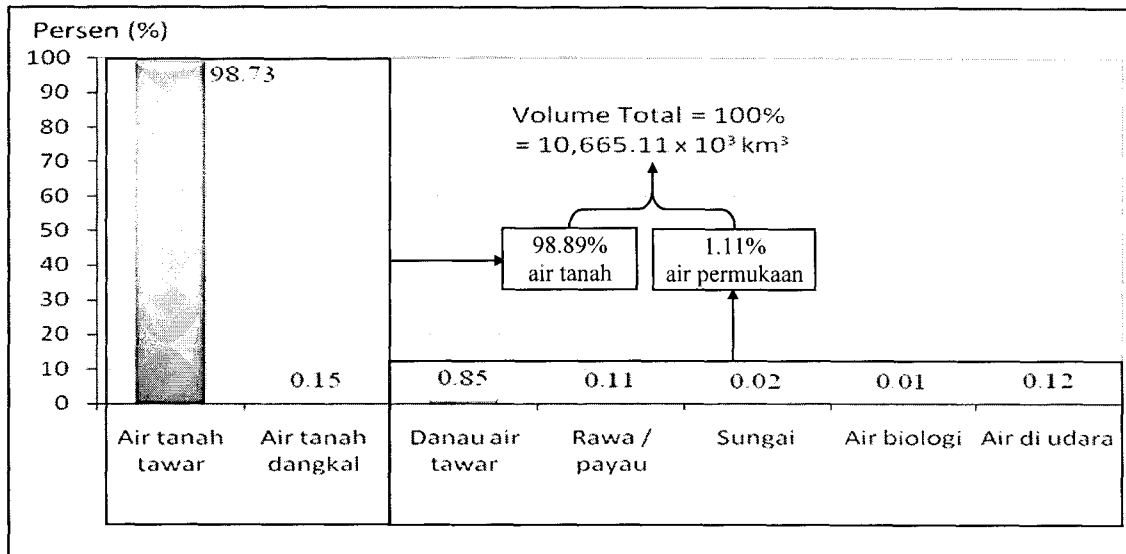 Persen (%)
100
90
80
70
60
50
40
30
20
10
0
98.73
0.15
0.85
0.11
0.02
0.01
0.12
Volume Total = 100%
= 10,665.11 x 10³ km³
98.89%
air tanah
1.11%
air permukaan
Air tanah
tawar
Air tanah
dangkal
Danau air
tawar
Rawa /
payau
Sungai
Air biologi
Air di udara